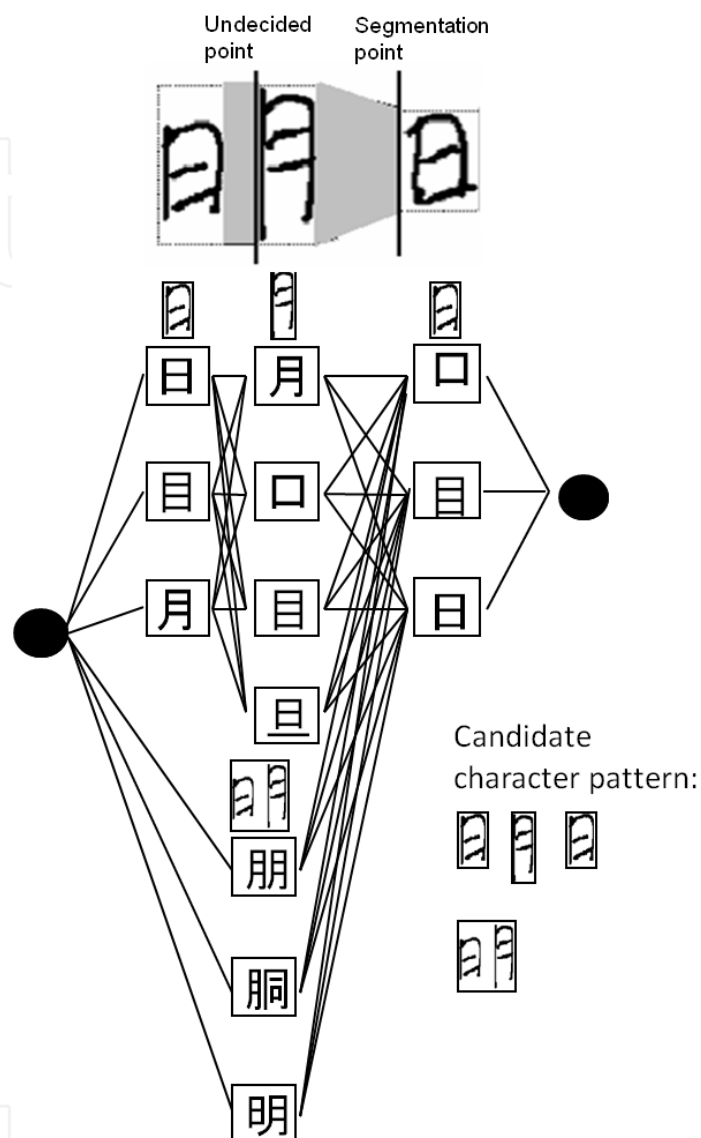 Undecided point
Segmentation point
日 月 口
目 口 目
月 目 日
旦
朋
胴
明
Candidate
character pattern: